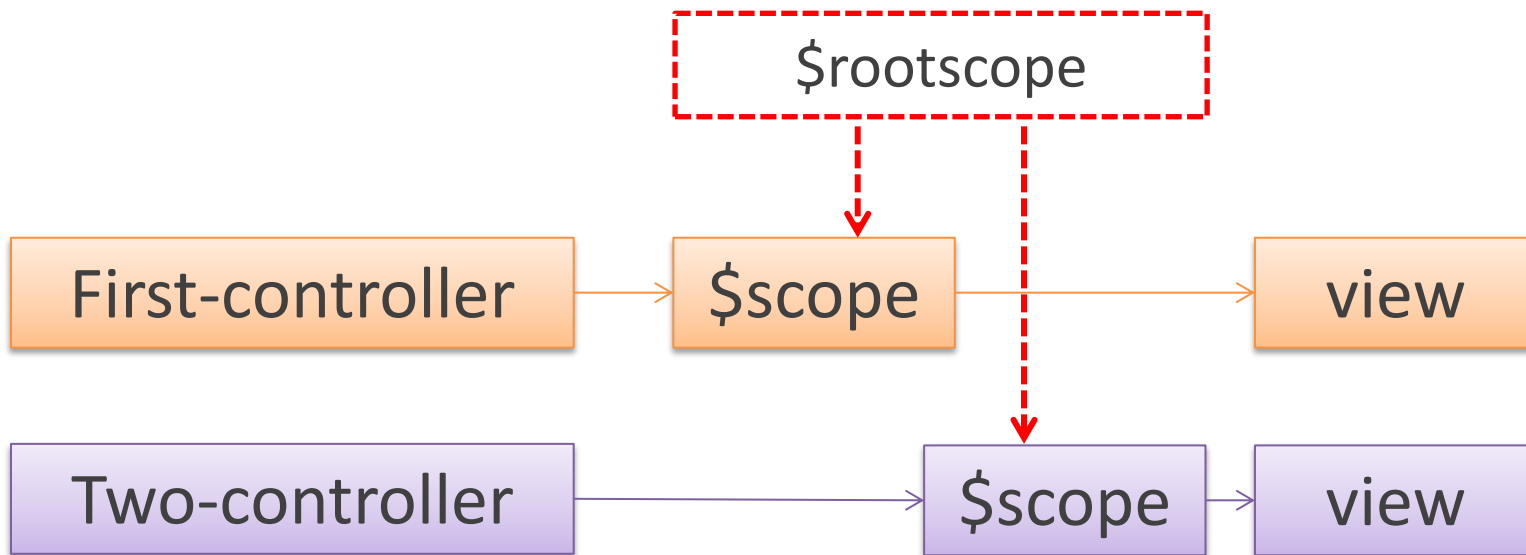 $rootscope
First-controller
$scope
view
Two-controller
$scope
view